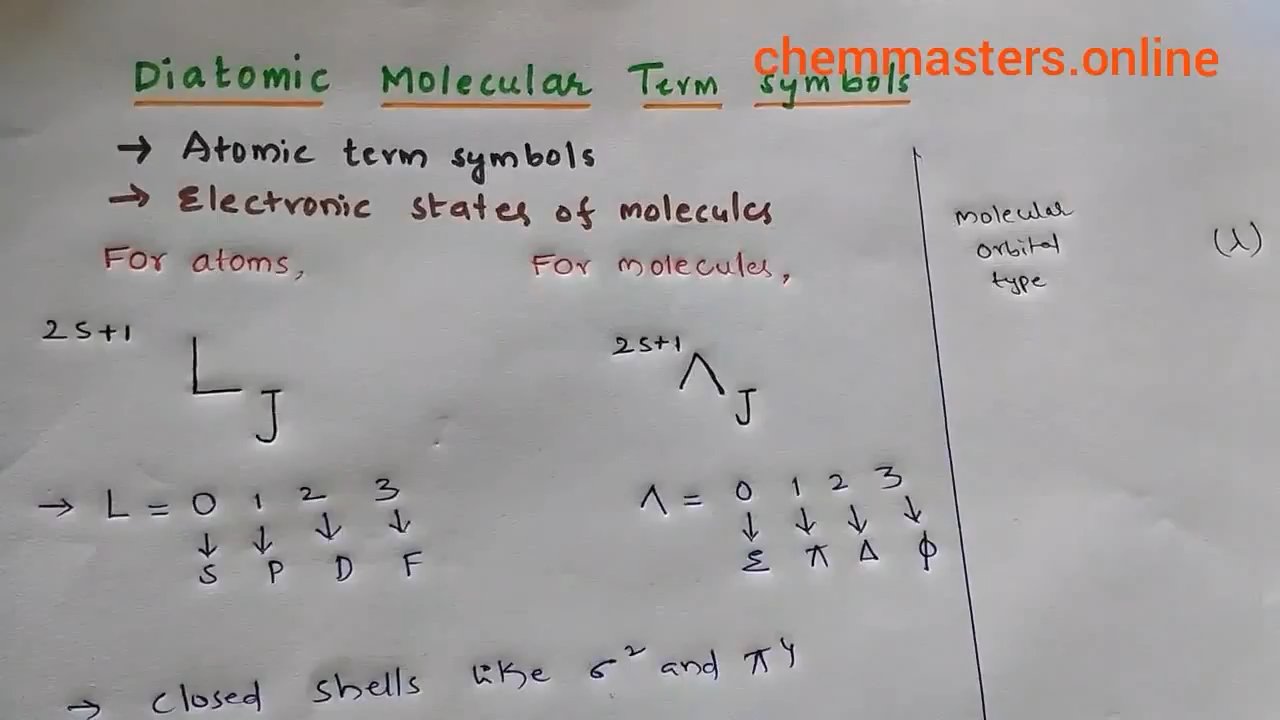 chemmasters.online
Diatomic Molecular Term symbols
→ Atomic term symbols
→ Electronic states of molecules
For atoms,
2S+1
L
J
→ L = 0 1 2 3
↓ ↓ ↓ ↓
S P D F
For molecules,
2S+1
Λ
J
Λ = 0 1 2 3
↓ ↓ ↓ ↓
Σ π Δ ϕ
→ closed shells like σ² and π⁴
molecular
orbital
type
(λ)